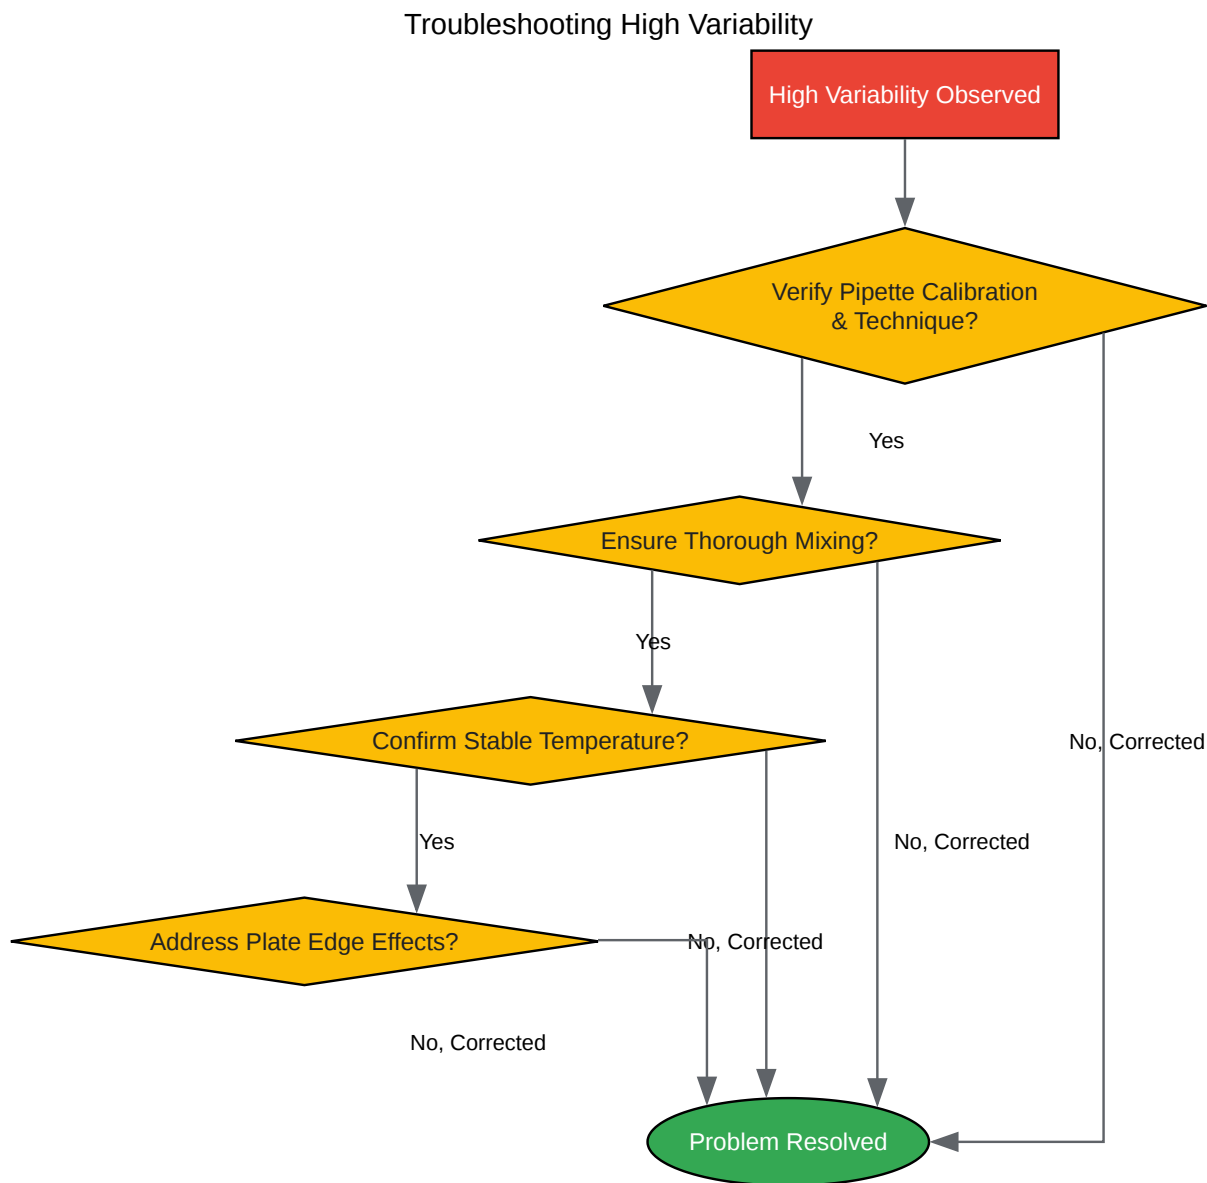 Troubleshooting High Variability
High Variability Observed
Verify Pipette Calibration
& Technique?
Yes
Ensure Thorough Mixing?
Yes
Confirm Stable Temperature?
No, Corrected
Yes
No, Corrected
Address Plate Edge Effects?
No, Corrected
No, Corrected
Problem Resolved